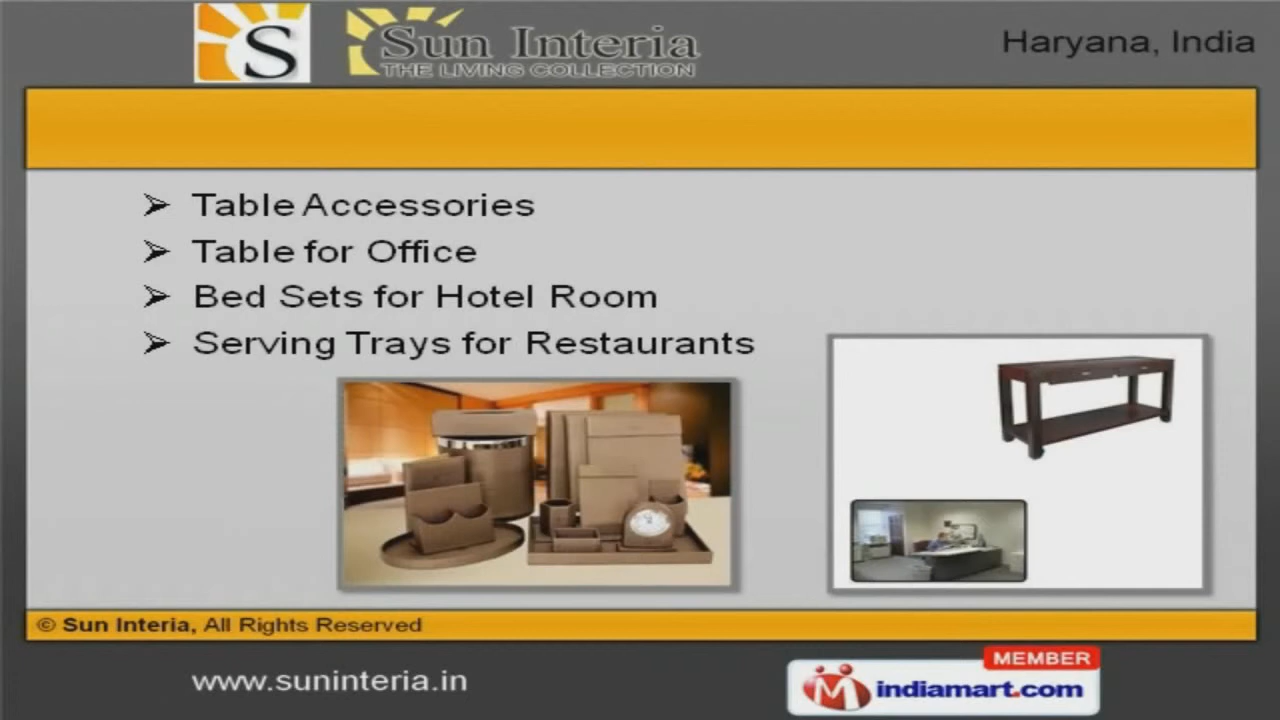 S
Sun Interia
THE LIVING COLLECTION
Haryana, India
Table Accessories
Table for Office
Bed Sets for Hotel Room
Serving Trays for Restaurants
© Sun Interia, All Rights Reserved
www.suninteria.in
MEMBER
indiamart.com